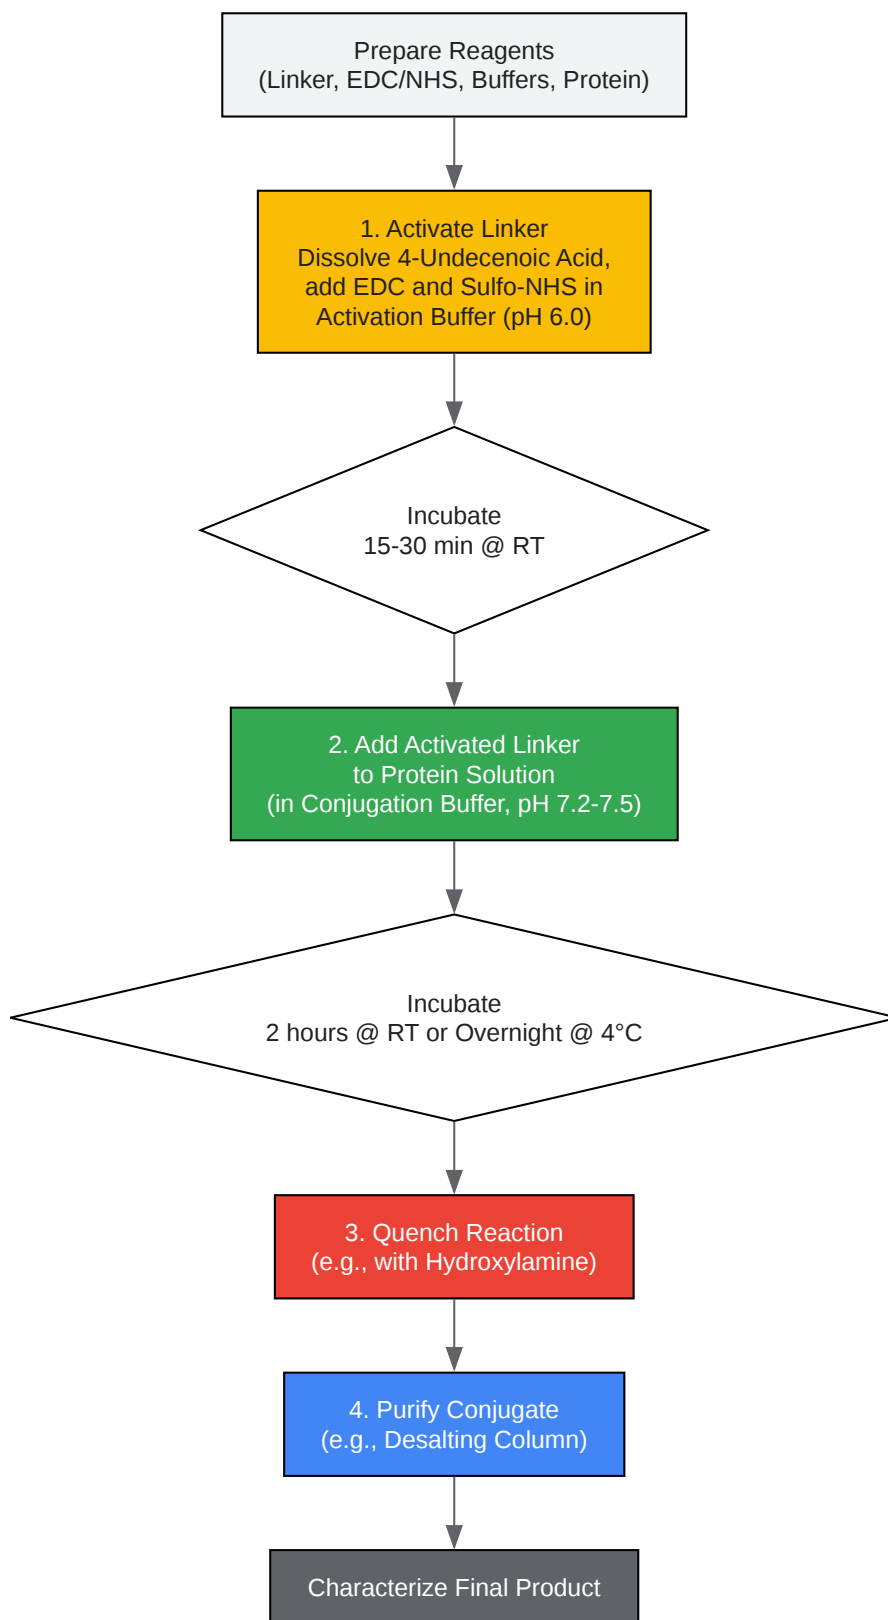 Prepare Reagents
(Linker, EDC/NHS, Buffers, Protein)
1. Activate Linker
Dissolve 4-Undecenoic Acid,
add EDC and Sulfo-NHS in
Activation Buffer (pH 6.0)
Incubate
15-30 min @ RT
2. Add Activated Linker
to Protein Solution
(in Conjugation Buffer, pH 7.2-7.5)
Incubate
2 hours @ RT or Overnight @ 4°C
3. Quench Reaction
(e.g., with Hydroxylamine)
4. Purify Conjugate
(e.g., Desalting Column)
Characterize Final Product